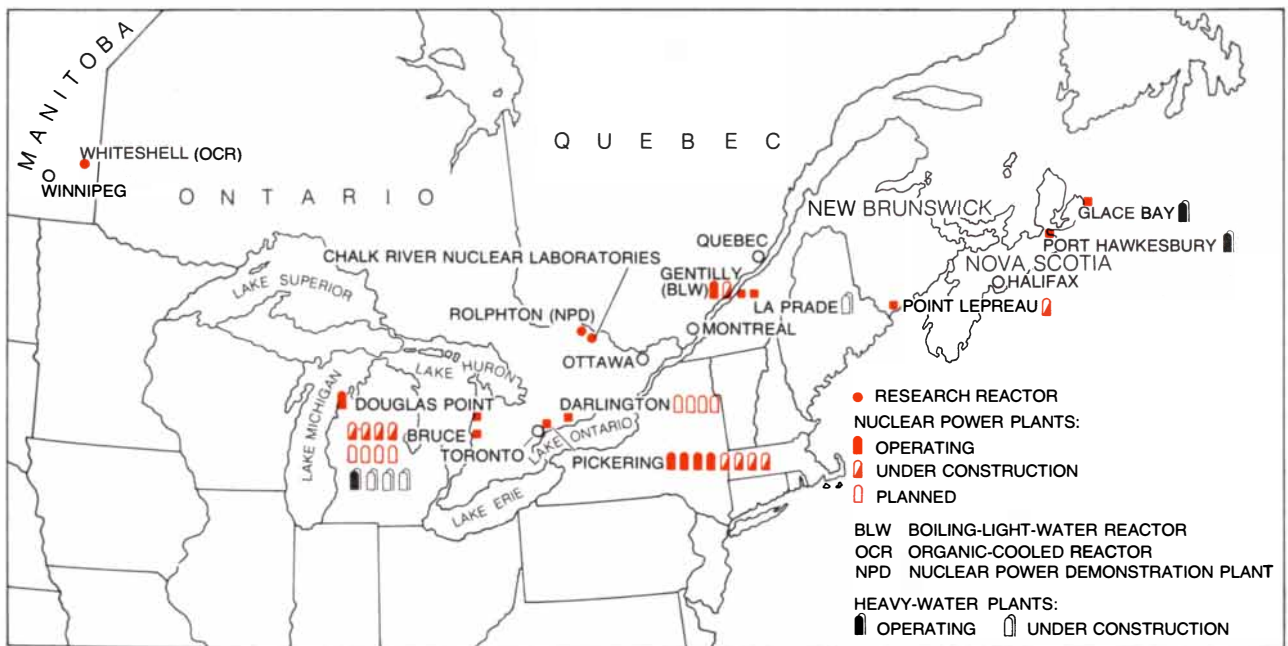 MANITOBA
WHITESHELL (OCR)
WINNIPEG
ONTARIO
QUEBEC
NEW BRUNSWICK
GLACE BAY
PORT HAWKESBURY
NOVA SCOTIA
HALIFAX
QUEBEC
CHALK RIVER NUCLEAR LABORATORIES
GENTILLY
(BLW)
LA PRADE
POINT LEPREAU
LAKE SUPERIOR
ROLPHTON (NPD)
MONTREAL
OTTAWA
LAKE HURON
LAKE MICHIGAN
DOUGLAS POINT
DARLINGTON
BRUCE
LAKE ONTARIO
TORONTO
PICKERING
LAKE ERIE
RESEARCH REACTOR
NUCLEAR POWER PLANTS:
OPERATING
UNDER CONSTRUCTION
PLANNED
BLW BOILING-LIGHT-WATER REACTOR
OCR ORGANIC-COOLED REACTOR
NPD NUCLEAR POWER DEMONSTRATION PLANT
HEAVY-WATER PLANTS:
OPERATING UNDER CONSTRUCTION